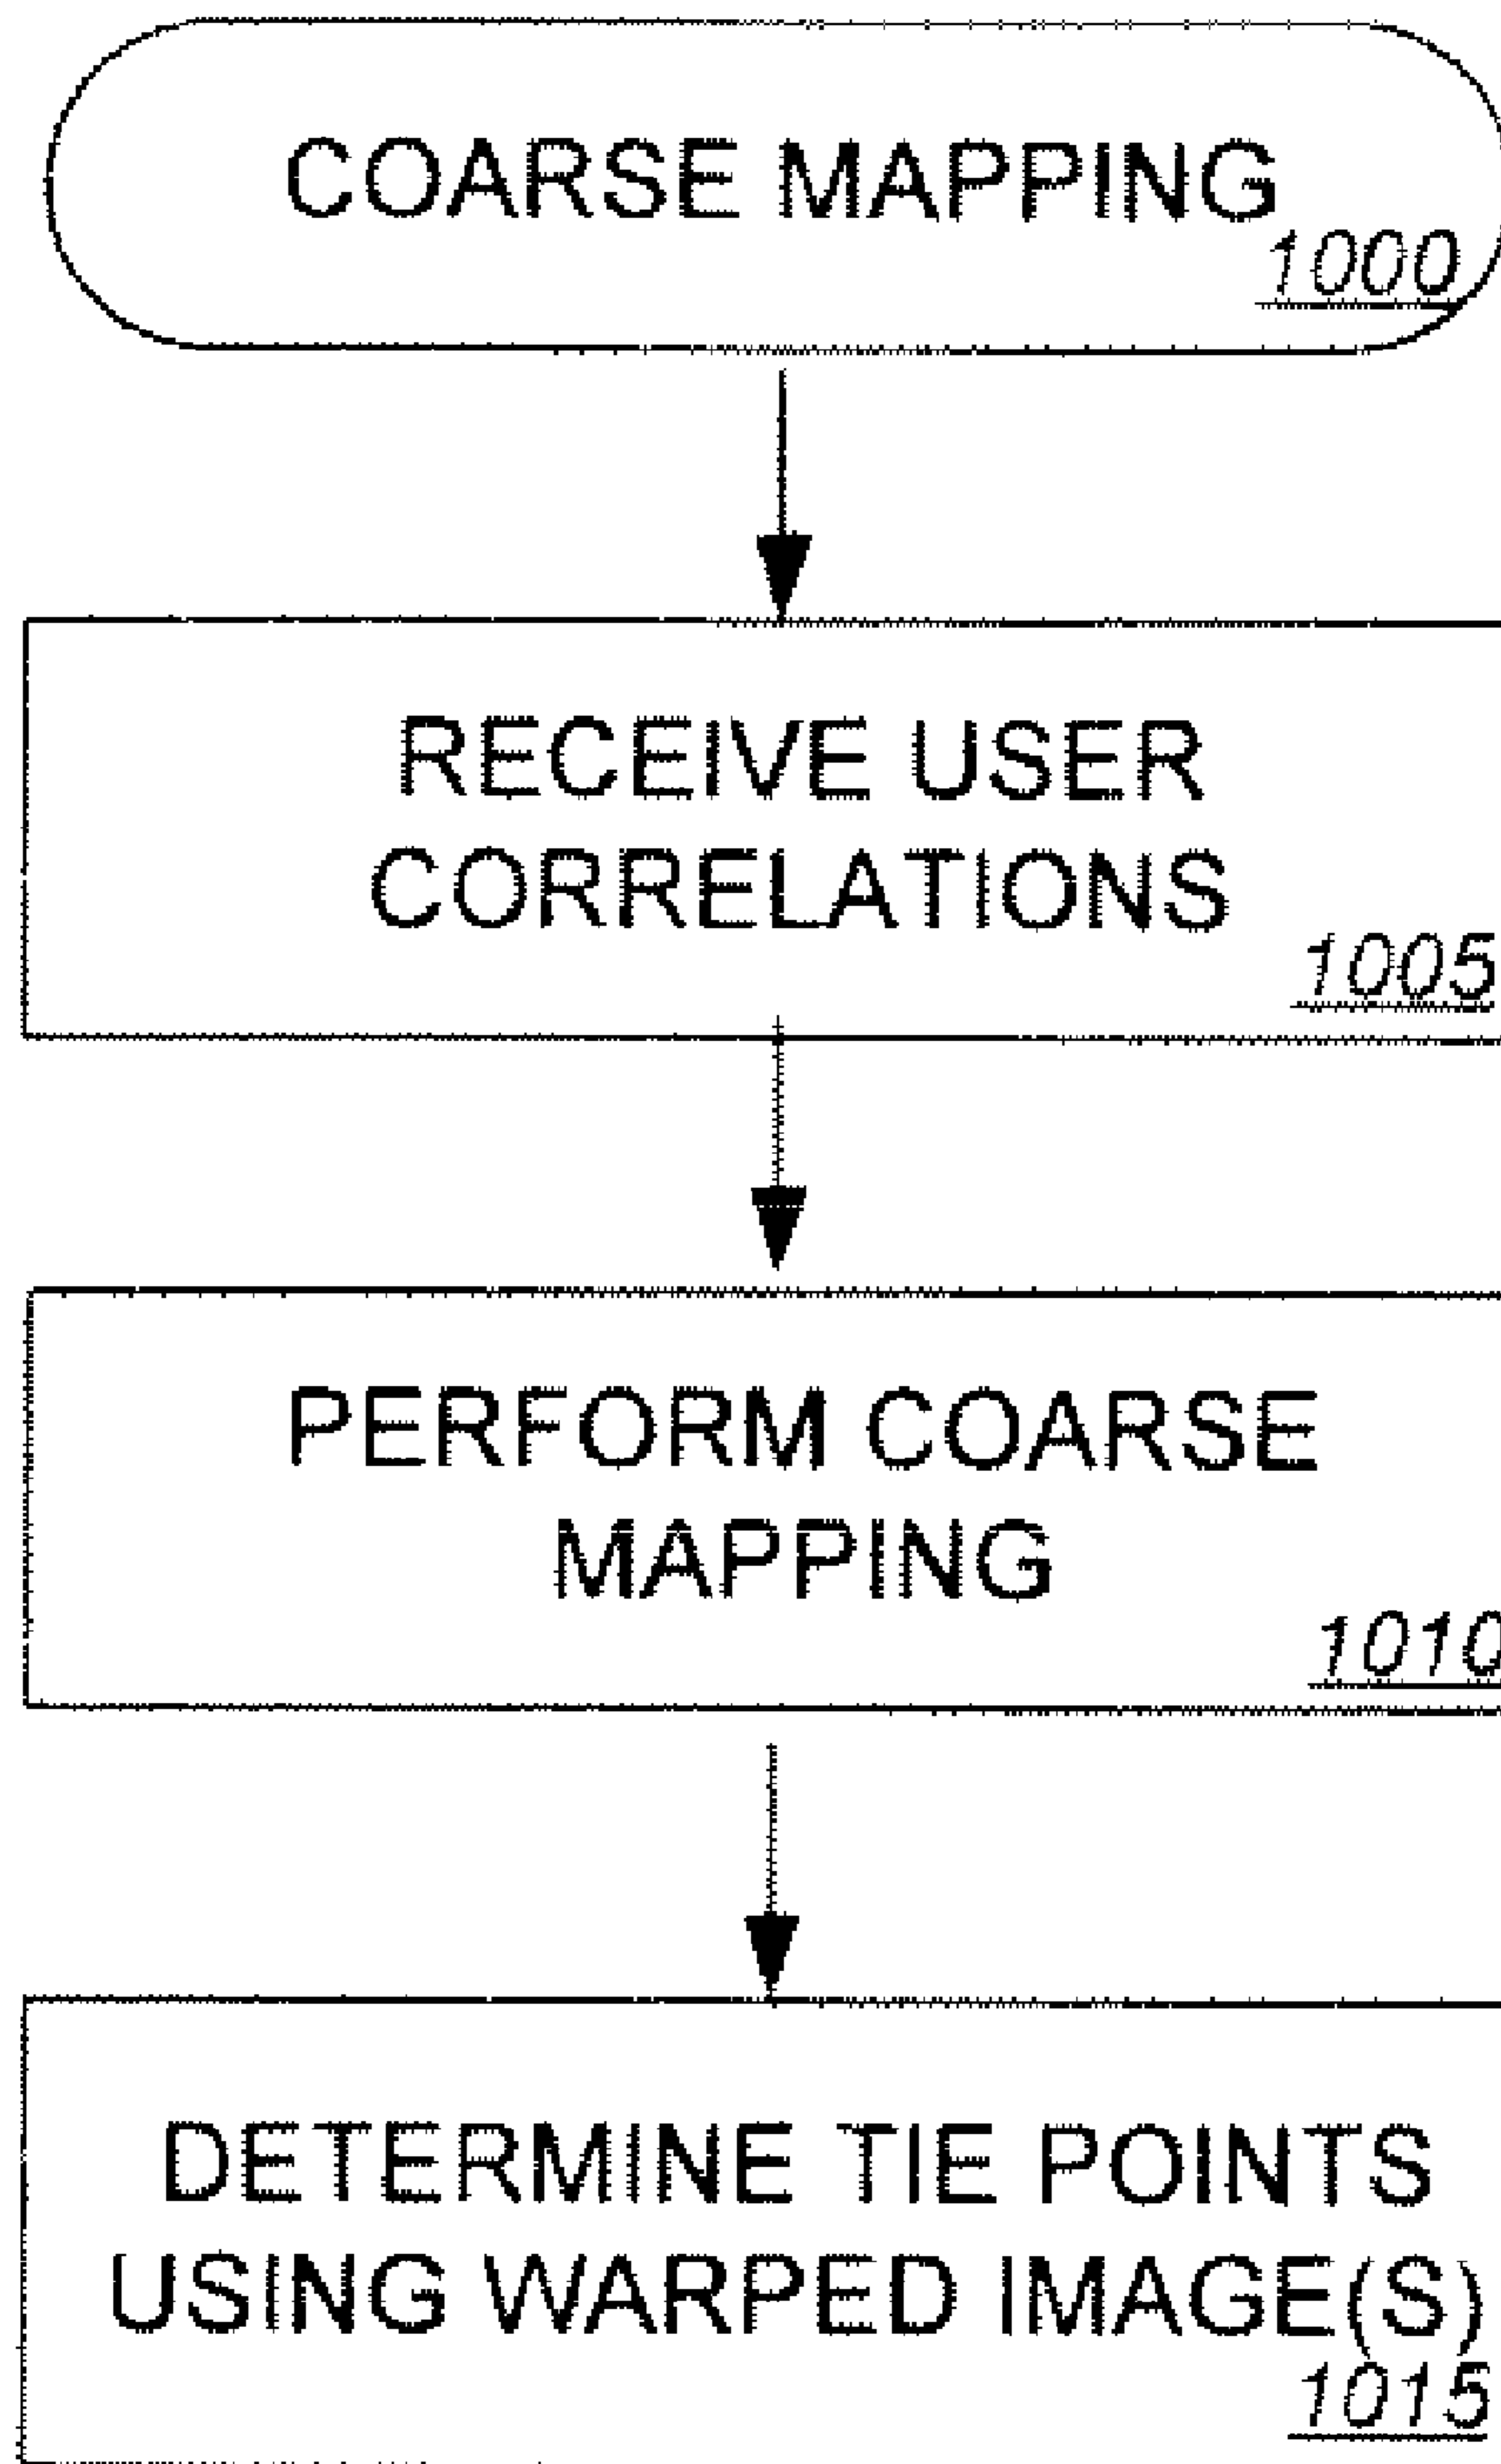 COARSE MAPPING
1000
RECEIVE USER
CORRELATIONS
1005
PERFORM COARSE
MAPPING
1010
DETERMINE TIE POINTS
USING WARPED IMAGE(S)
1015